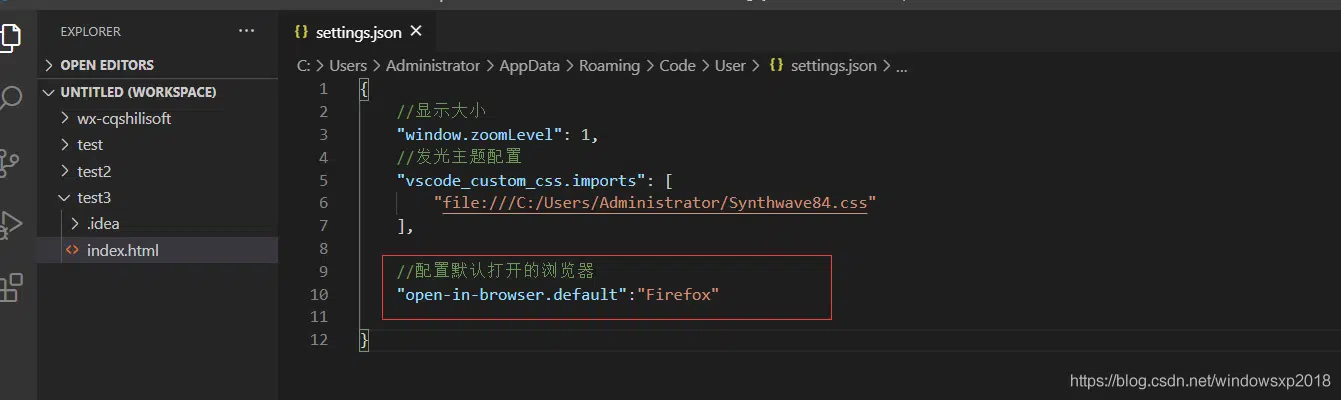 EXPLORER
···
settings.json
OPEN EDITORS
C: > Users > Administrator > AppData > Roaming > Code > User > {} settings.json > ...
UNTITLED (WORKSPACE)
wx-cqshilisoft
test
test2
test3
.idea
index.html
1 {
2 //显示大小
3 "window.zoomLevel": 1,
4 //发光主题配置
5 "vscode_custom_css.imports": [
6 "file:///C:/Users/Administrator/Synthwave84.css"
7 ],
8
9 //配置默认打开的浏览器
10 "open-in-browser.default":"Firefox"
11
12 }
https://blog.csdn.net/windowsxp2018